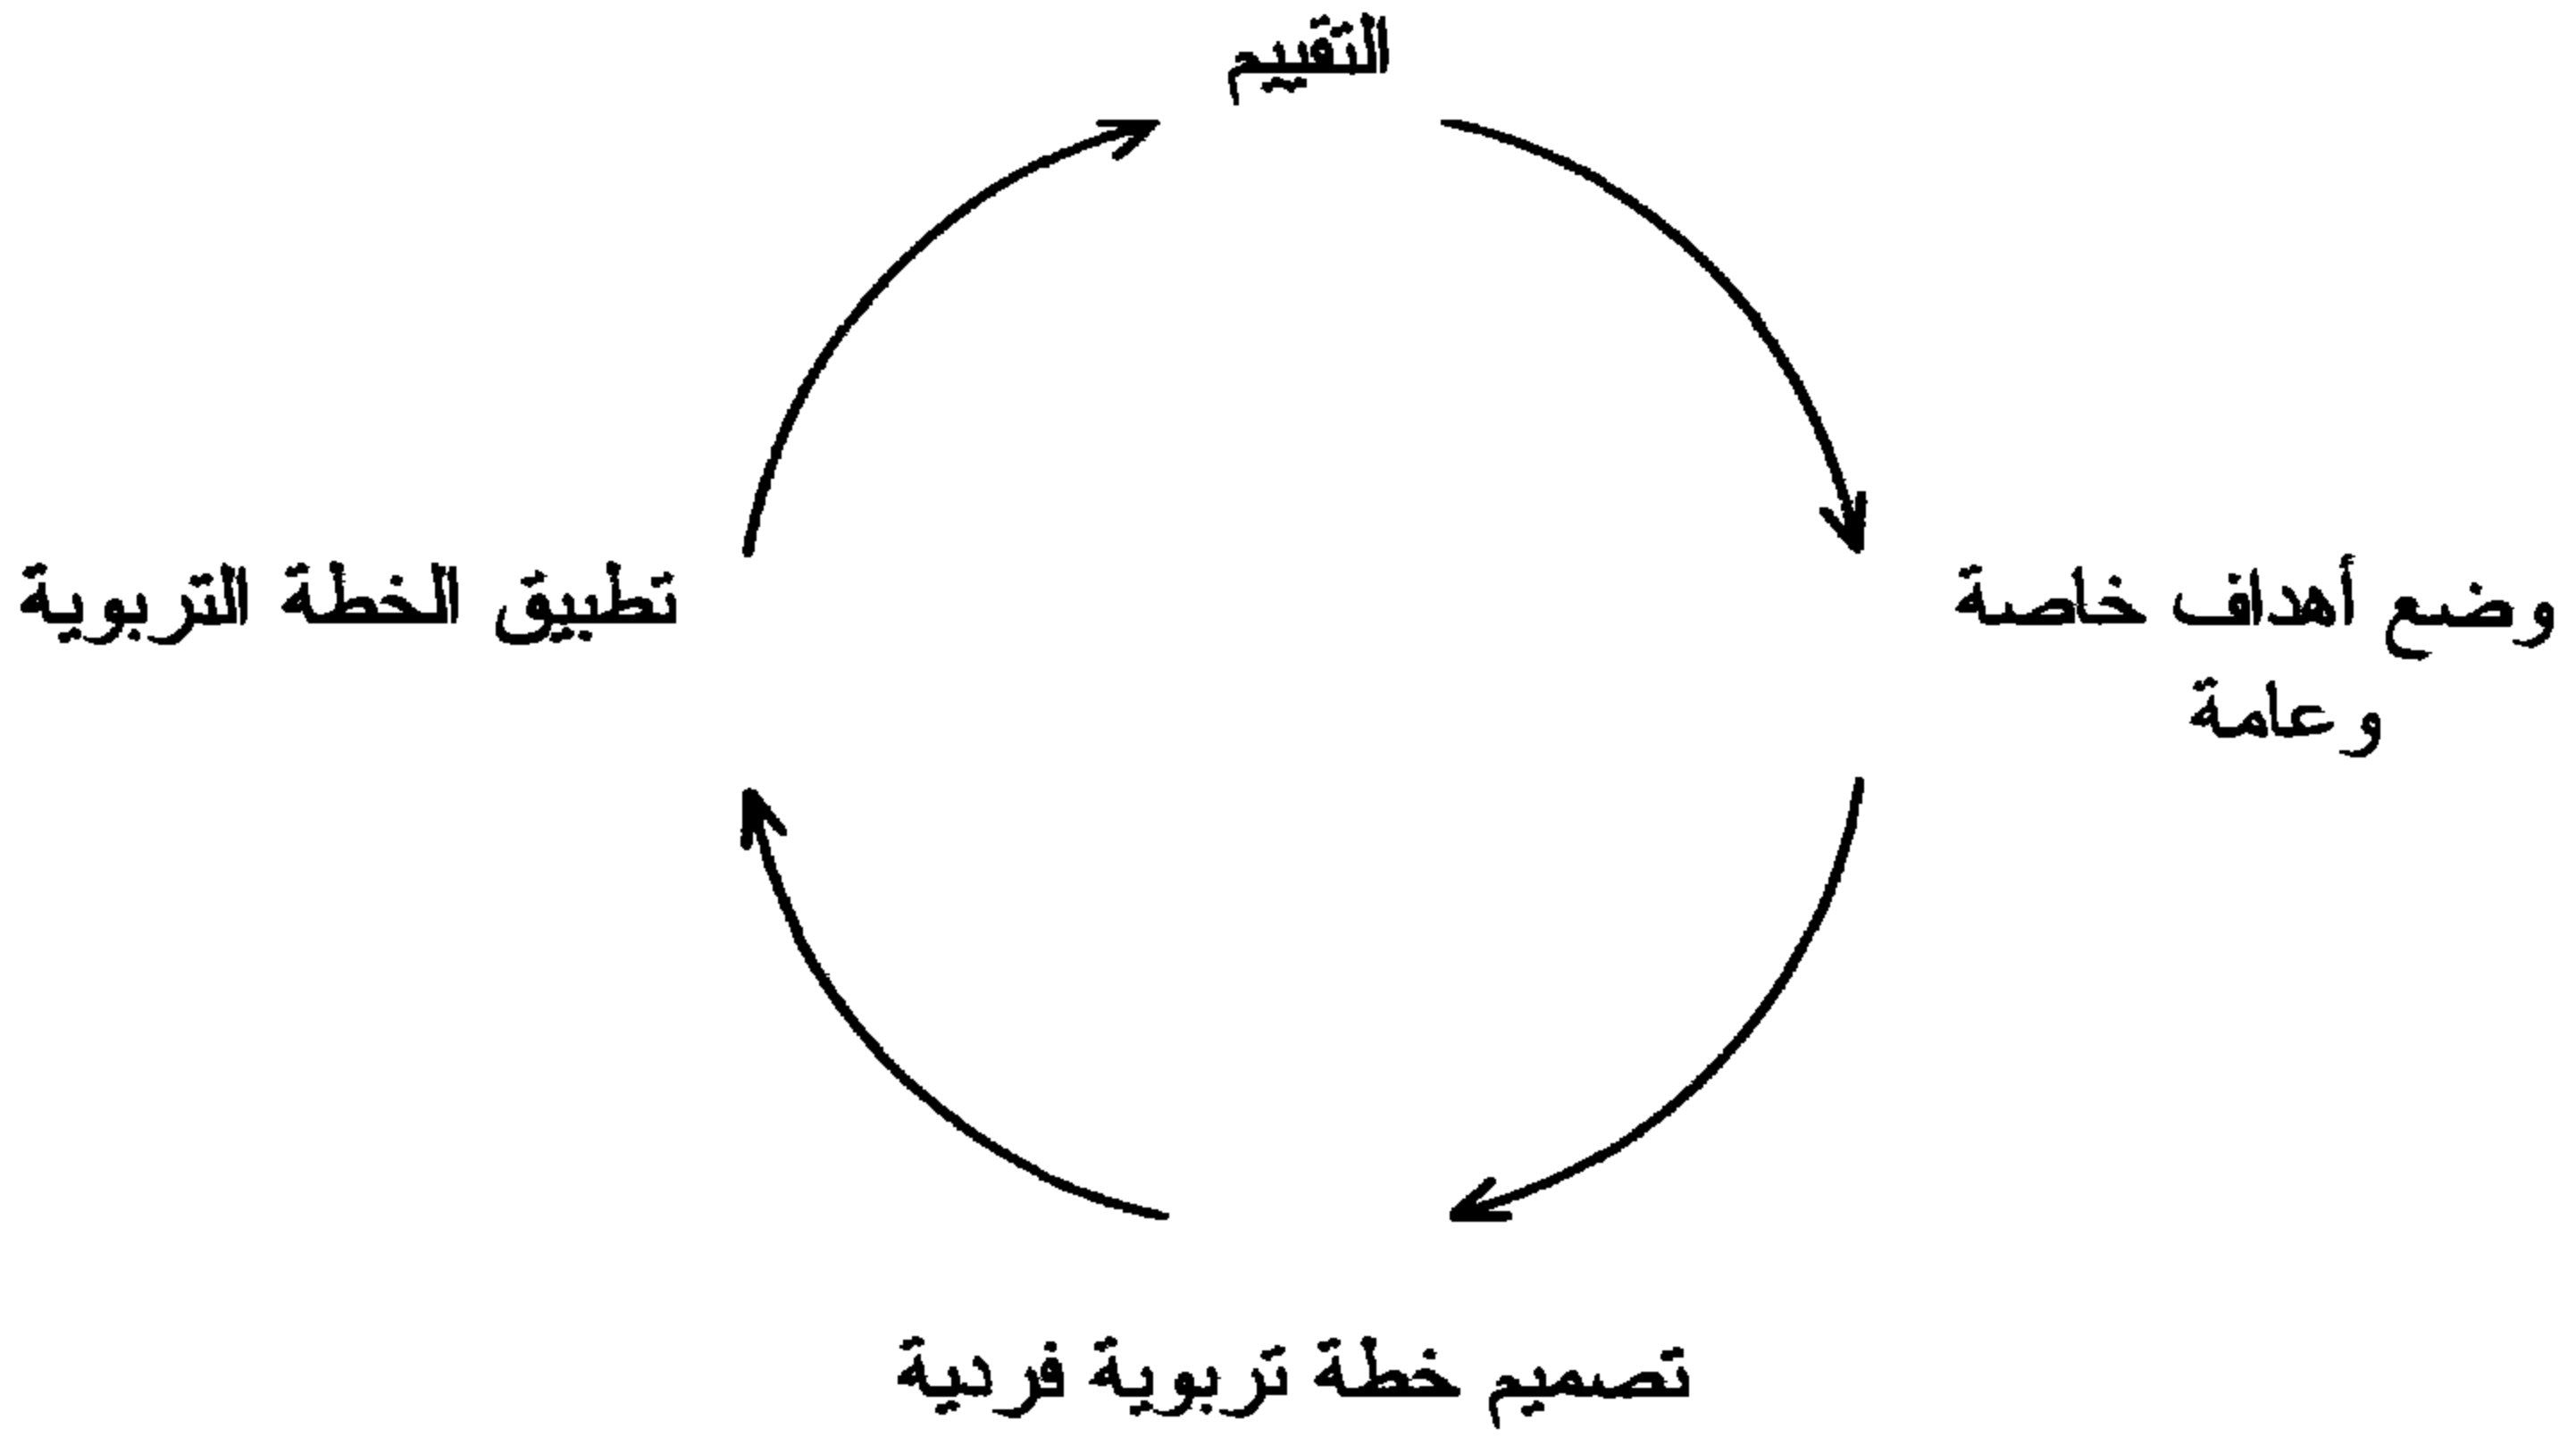 التقييم
وضع أهداف خاصة
وعامة
تطبيق الخطة التربوية
تصميم خطة تربوية فردية